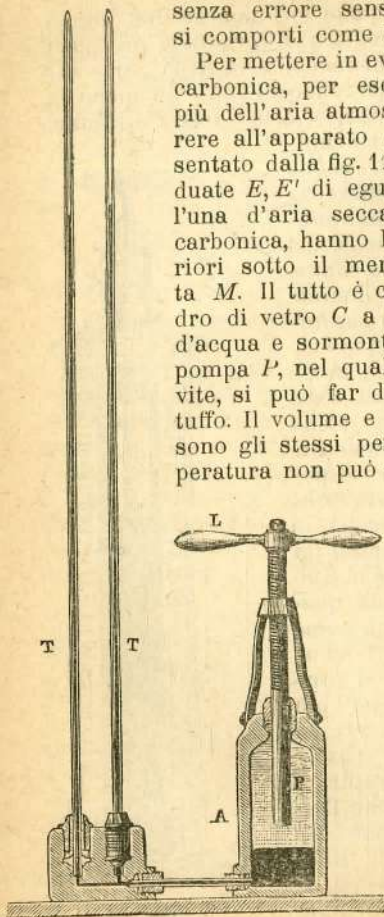 senza errore sens
si comporti come
Per mettere in ev
carbonica, per ese
più dell'aria atmos
rere all'apparato
sentato dalla fig. 1
duate E, E' di egu
l'una d'aria secca
carbonica, hanno l
riori sotto il mer
ta M. Il tutto è c
dro di vetro C a
d'acqua e sormont
pompa P, nel qua
vite, si può far d
tuffo. Il volume e
sono gli stessi pe
peratura non può
L
T
T
P
A